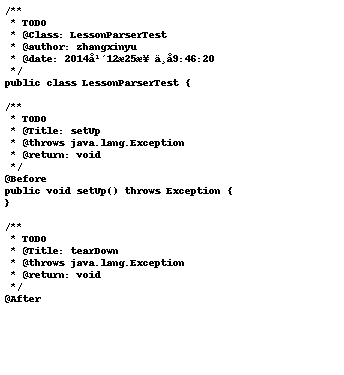 /**
 * TODO
 * @Class: LessonParserTest
 * @author: zhangxinyu
 * @date: 2014å¹´12æ25æ¥ ä¸å9:46:20
 */
public class LessonParserTest {
/**
 * TODO
 * @Title: setUp
 * @throws java.lang.Exception
 * @return: void
 */
@Before
public void setUp() throws Exception {
}
/**
 * TODO
 * @Title: tearDown
 * @throws java.lang.Exception
 * @return: void
 */
@After